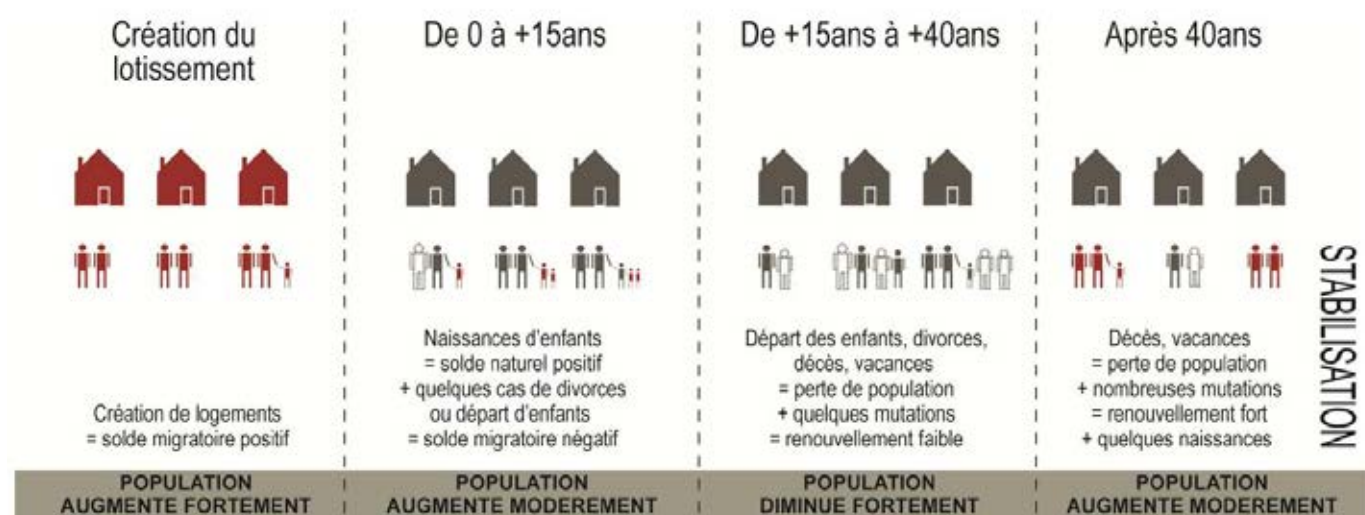 Création du
lotissement
De 0 à +15ans
De +15ans à +40ans
Après 40ans
Création de logements
= solde migratoire positif
Naissances d'enfants
= solde naturel positif
+ quelques cas de divorces
ou départ d'enfants
= solde migratoire négatif
Départ des enfants, divorces,
décès, vacances
= perte de population
+ quelques mutations
= renouvellement faible
Décès, vacances
= perte de population
+ nombreuses mutations
= renouvellement fort
+ quelques naissances
STABILISATION
POPULATION
AUGMENTE FORTEMENT
POPULATION
AUGMENTE MODEREMENT
POPULATION
DIMINUE FORTEMENT
POPULATION
AUGMENTE MODEREMENT